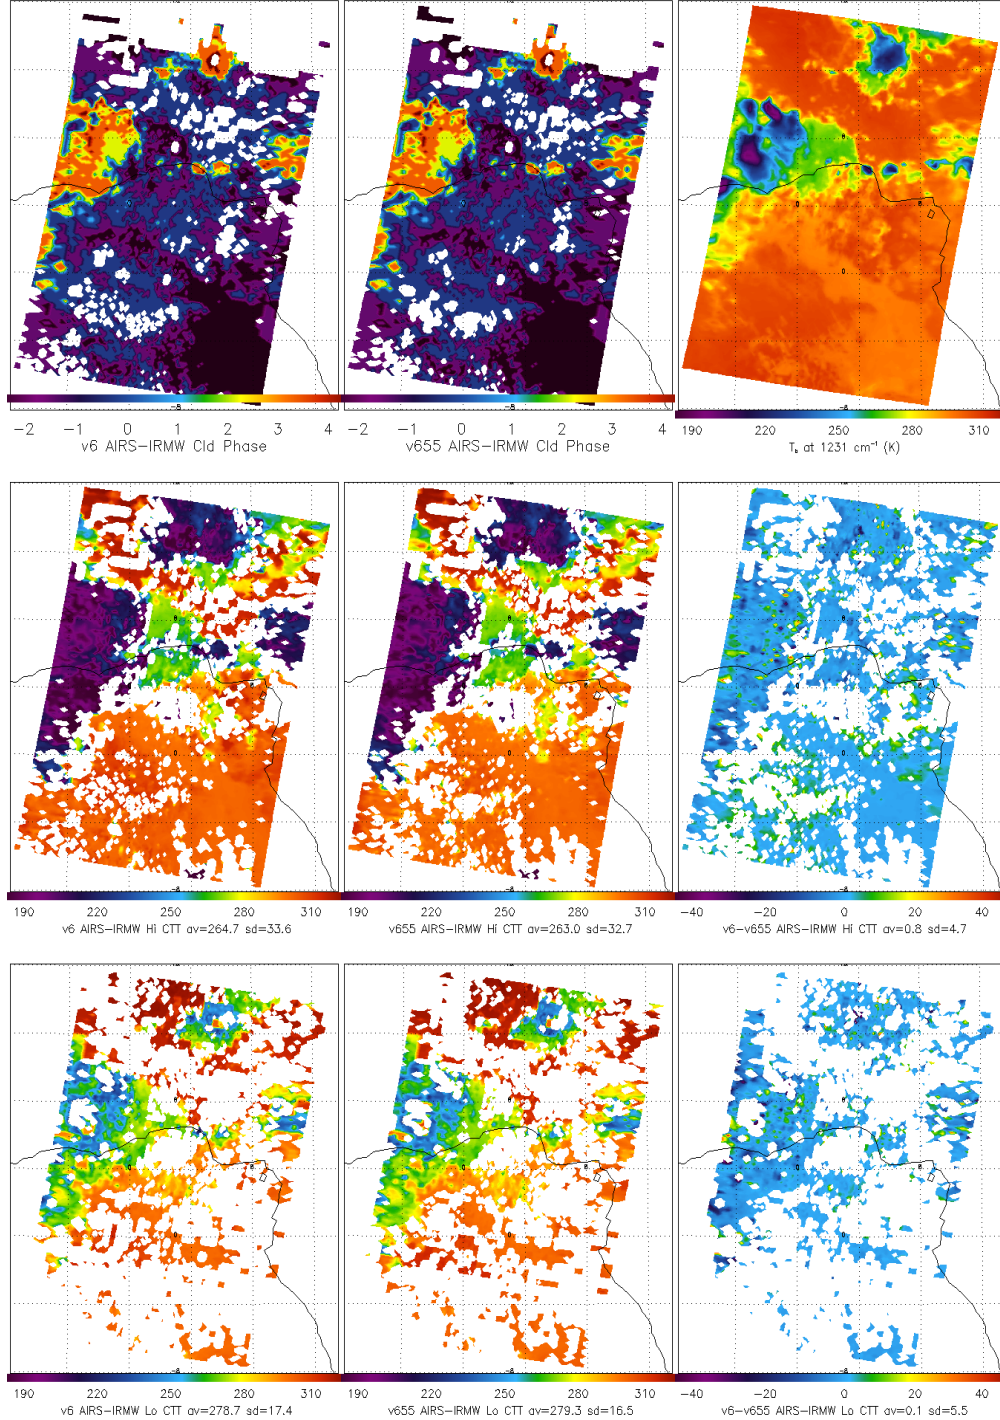 -2 -1 0 1 2 3 4
v6 AIRS-IRMW Cld Phase
-2 -1 0 1 2 3 4
v655 AIRS-IRMW Cld Phase
190 220 250 280 310
Tb at 1231 cm⁻¹ (K)
190 220 250 280 310
v6 AIRS-IRMW Hi CTT av=264.7 sd=33.6
190 220 250 280 310
v655 AIRS-IRMW Hi CTT av=263.0 sd=32.7
-40 -20 0 20 40
v6-v655 AIRS-IRMW Hi CTT av=0.8 sd=4.7
190 220 250 280 310
v6 AIRS-IRMW Lo CTT av=278.7 sd=17.4
190 220 250 280 310
v655 AIRS-IRMW Lo CTT av=279.3 sd=16.5
-40 -20 0 20 40
v6-v655 AIRS-IRMW Lo CTT av=0.1 sd=5.5